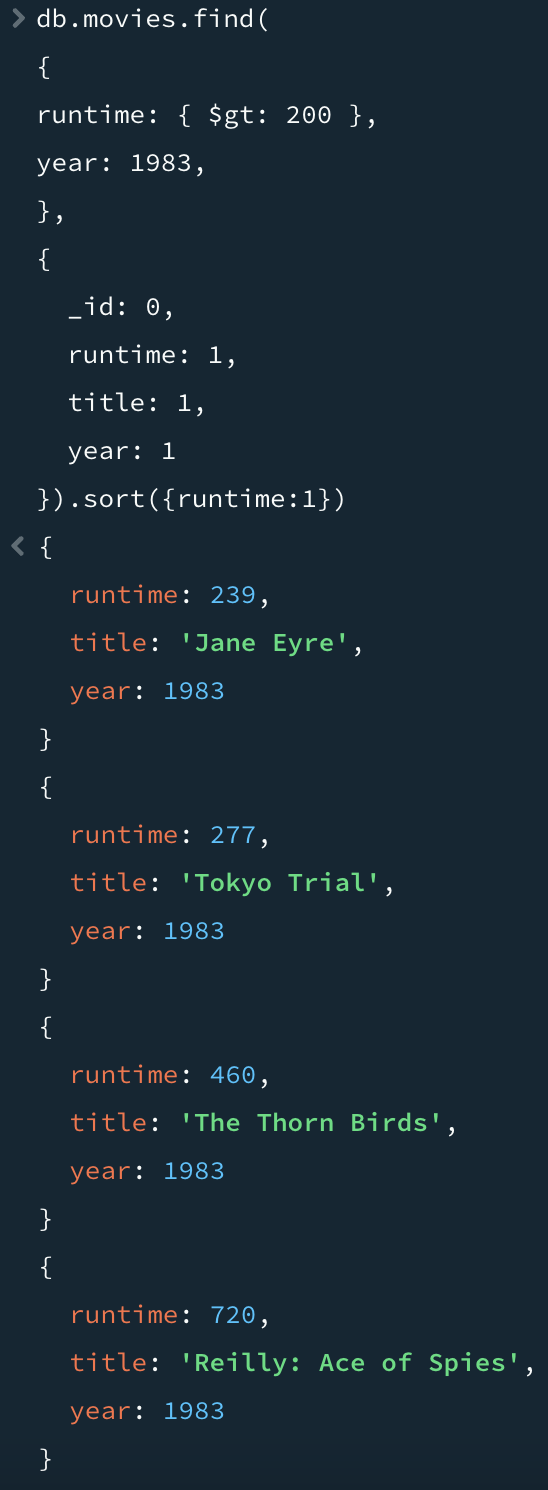 > db.movies.find(
{
runtime: { $gt: 200 },
year: 1983,
},
{
  _id: 0,
  runtime: 1,
  title: 1,
  year: 1
}).sort({runtime:1})
< {
  runtime: 239,
  title: 'Jane Eyre',
  year: 1983
}
{
  runtime: 277,
  title: 'Tokyo Trial',
  year: 1983
}
{
  runtime: 460,
  title: 'The Thorn Birds',
  year: 1983
}
{
  runtime: 720,
  title: 'Reilly: Ace of Spies',
  year: 1983
}